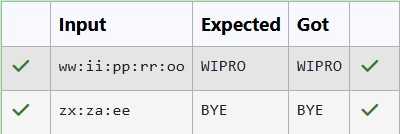 Input Expected Got
ww:ii:pp:rr:oo WIPRO WIPRO
zx:za:ee BYE BYE